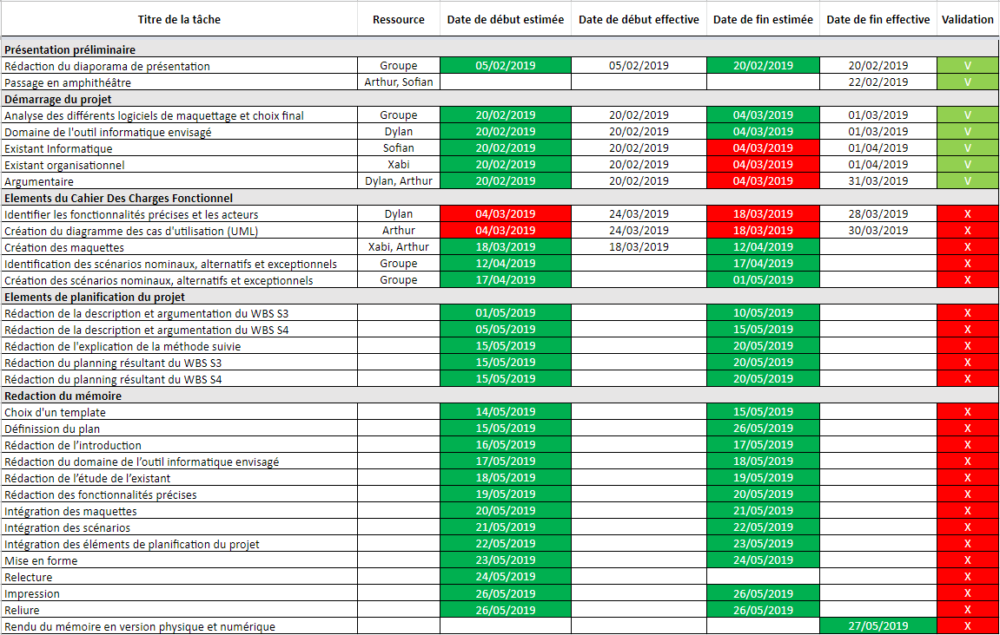 Titre de la tâche Ressource Date de début estimée Date de début effective Date de fin estimée Date de fin effective Validation
Présentation préliminaire
Rédaction du diaporama de présentation Groupe 05/02/2019 05/02/2019 20/02/2019 20/02/2019 V
Passage en amphithéâtre Arthur, Sofian 22/02/2019 V
Démarrage du projet
Analyse des différents logiciels de maquettage et choix final Groupe 20/02/2019 20/02/2019 04/03/2019 01/03/2019 V
Domaine de l'outil informatique envisagé Dylan 20/02/2019 20/02/2019 04/03/2019 01/03/2019 V
Existant Informatique Sofian 20/02/2019 20/02/2019 04/03/2019 01/04/2019 V
Existant organisationnel Xabi 20/02/2019 20/02/2019 04/03/2019 01/04/2019 V
Argumentaire Dylan, Arthur 20/02/2019 20/02/2019 04/03/2019 31/03/2019 V
Elements du Cahier Des Charges Fonctionnel
Identifier les fonctionnalités précises et les acteurs Dylan 04/03/2019 24/03/2019 18/03/2019 28/03/2019 X
Création du diagramme des cas d'utilisation (UML) Arthur 04/03/2019 24/03/2019 18/03/2019 30/03/2019 X
Création des maquettes Xabi, Arthur 18/03/2019 18/03/2019 12/04/2019 X
Identification des scénarios nominaux, alternatifs et exceptionnels Groupe 12/04/2019 17/04/2019 X
Création des scénarios nominaux, alternatifs et exceptionnels Groupe 17/04/2019 01/05/2019 X
Elements de planification du projet
Rédaction de la description et argumentation du WBS S3 01/05/2019 10/05/2019 X
Rédaction de la description et argumentation du WBS S4 05/05/2019 15/05/2019 X
Rédaction de l'explication de la méthode suivie 15/05/2019 20/05/2019 X
Rédaction du planning résultant du WBS S3 15/05/2019 20/05/2019 X
Rédaction du planning résultant du WBS S4 15/05/2019 20/05/2019 X
Redaction du mémoire
Choix d'un template 14/05/2019 15/05/2019 X
Définission du plan 15/05/2019 26/05/2019 X
Rédaction de l’introduction 16/05/2019 17/05/2019 X
Rédaction du domaine de l’outil informatique envisagé 17/05/2019 18/05/2019 X
Rédaction de l’étude de l’existant 18/05/2019 19/05/2019 X
Rédaction des fonctionnalités précises 19/05/2019 20/05/2019 X
Intégration des maquettes 20/05/2019 21/05/2019 X
Intégration des scénarios 21/05/2019 22/05/2019 X
Intégration des éléments de planification du projet 22/05/2019 23/05/2019 X
Mise en forme 23/05/2019 24/05/2019 X
Relecture 24/05/2019 X
Impression 26/05/2019 26/05/2019 X
Reliure 26/05/2019 26/05/2019 X
Rendu du mémoire en version physique et numérique 27/05/2019 X